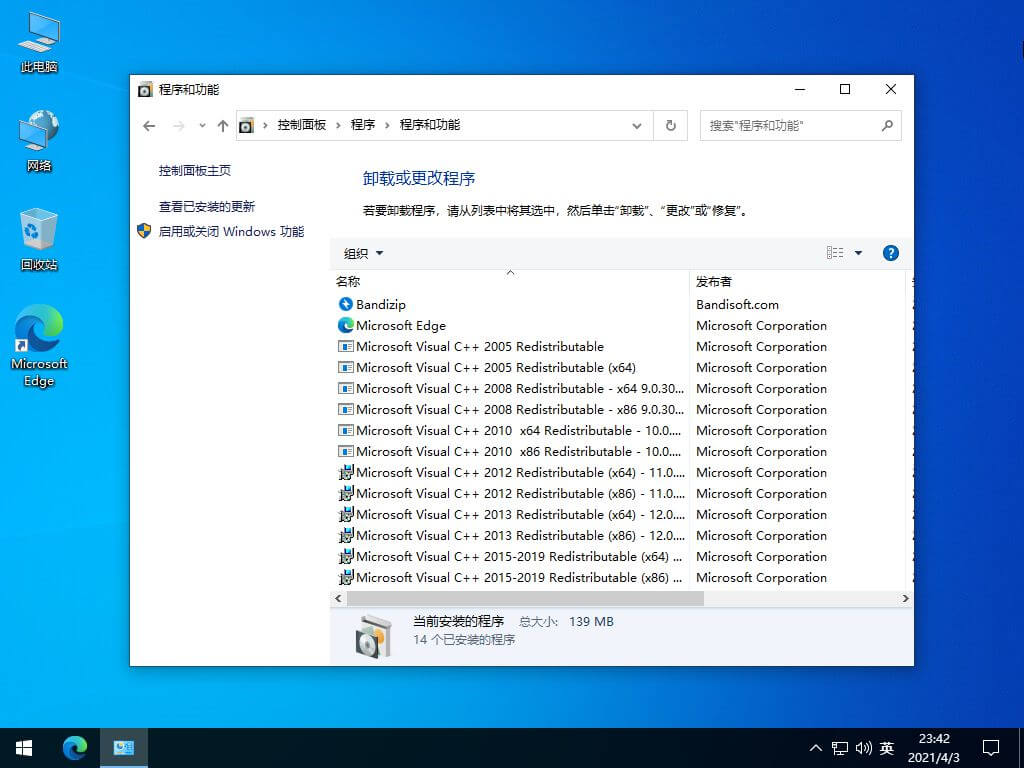 此电脑
网络
回收站
Microsoft
Edge
程序和功能
控制面板 程序 程序和功能
搜索"程序和功能"
控制面板主页
查看已安装的更新
启用或关闭 Windows 功能
卸载或更改程序
若要卸载程序，请从列表中将其选中，然后单击“卸载”、“更改”或“修复”。
组织
名称 发布者
Bandizip Bandisoft.com
Microsoft Edge Microsoft Corporation
Microsoft Visual C++ 2005 Redistributable Microsoft Corporation
Microsoft Visual C++ 2005 Redistributable (x64) Microsoft Corporation
Microsoft Visual C++ 2008 Redistributable - x64 9.0.30... Microsoft Corporation
Microsoft Visual C++ 2008 Redistributable - x86 9.0.30... Microsoft Corporation
Microsoft Visual C++ 2010  x64 Redistributable - 10.0.... Microsoft Corporation
Microsoft Visual C++ 2010  x86 Redistributable - 10.0.... Microsoft Corporation
Microsoft Visual C++ 2012 Redistributable (x64) - 11.0.... Microsoft Corporation
Microsoft Visual C++ 2012 Redistributable (x86) - 11.0.... Microsoft Corporation
Microsoft Visual C++ 2013 Redistributable (x64) - 12.0.... Microsoft Corporation
Microsoft Visual C++ 2013 Redistributable (x86) - 12.0.... Microsoft Corporation
Microsoft Visual C++ 2015-2019 Redistributable (x64) ... Microsoft Corporation
Microsoft Visual C++ 2015-2019 Redistributable (x86) ... Microsoft Corporation
当前安装的程序 总大小: 139 MB
14 个已安装的程序
英
23:42
2021/4/3